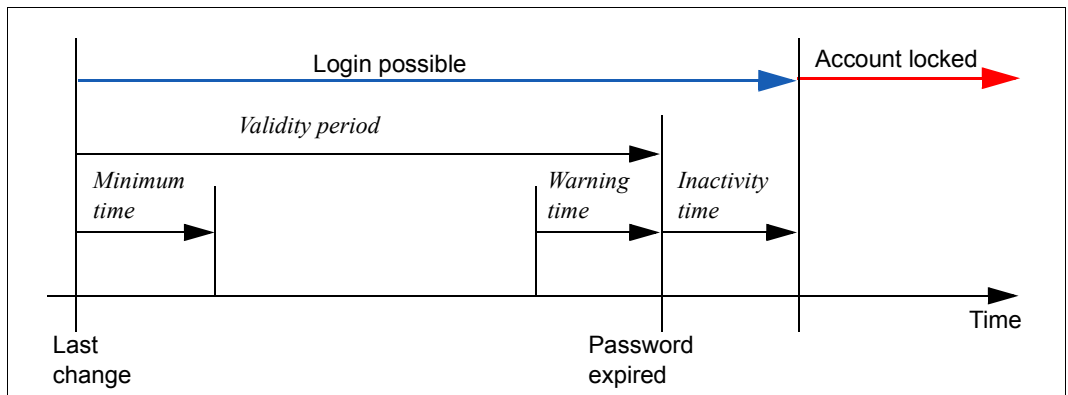 Login possible
Account locked
Validity period
Minimum
time
Warning
time
Inactivity
time
Time
Last
change
Password
expired